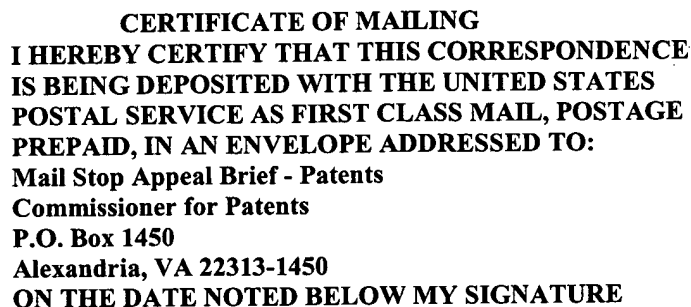 CERTIFICATE OF MAILING
I HEREBY CERTIFY THAT THIS CORRESPONDENCE
IS BEING DEPOSITED WITH THE UNITED STATES
POSTAL SERVICE AS FIRST CLASS MAIL, POSTAGE
PREPAID, IN AN ENVELOPE ADDRESSED TO:
Mail Stop Appeal Brief - Patents
Commissioner for Patents
P.O. Box 1450
Alexandria, VA 22313-1450
ON THE DATE NOTED BELOW MY SIGNATURE